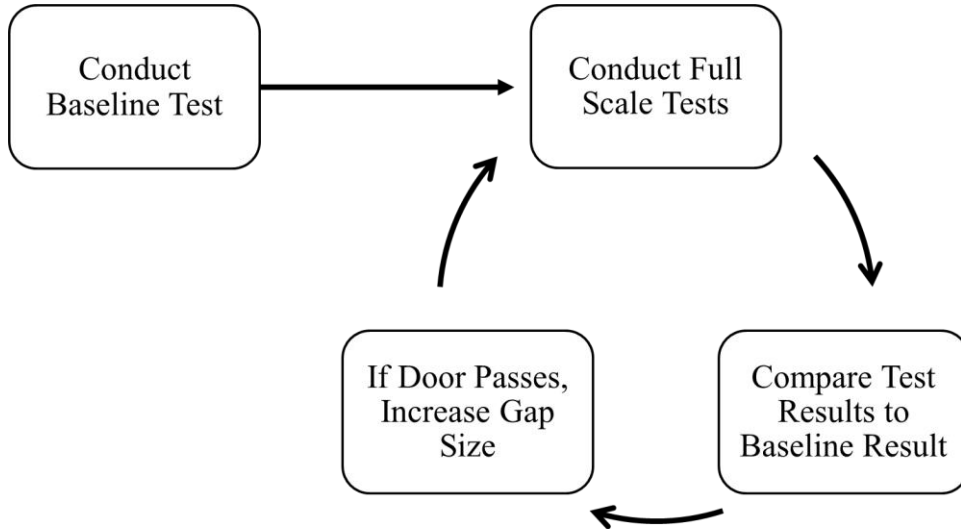 Conduct
Baseline Test
Conduct Full
Scale Tests
If Door Passes,
Increase Gap
Size
Compare Test
Results to
Baseline Result